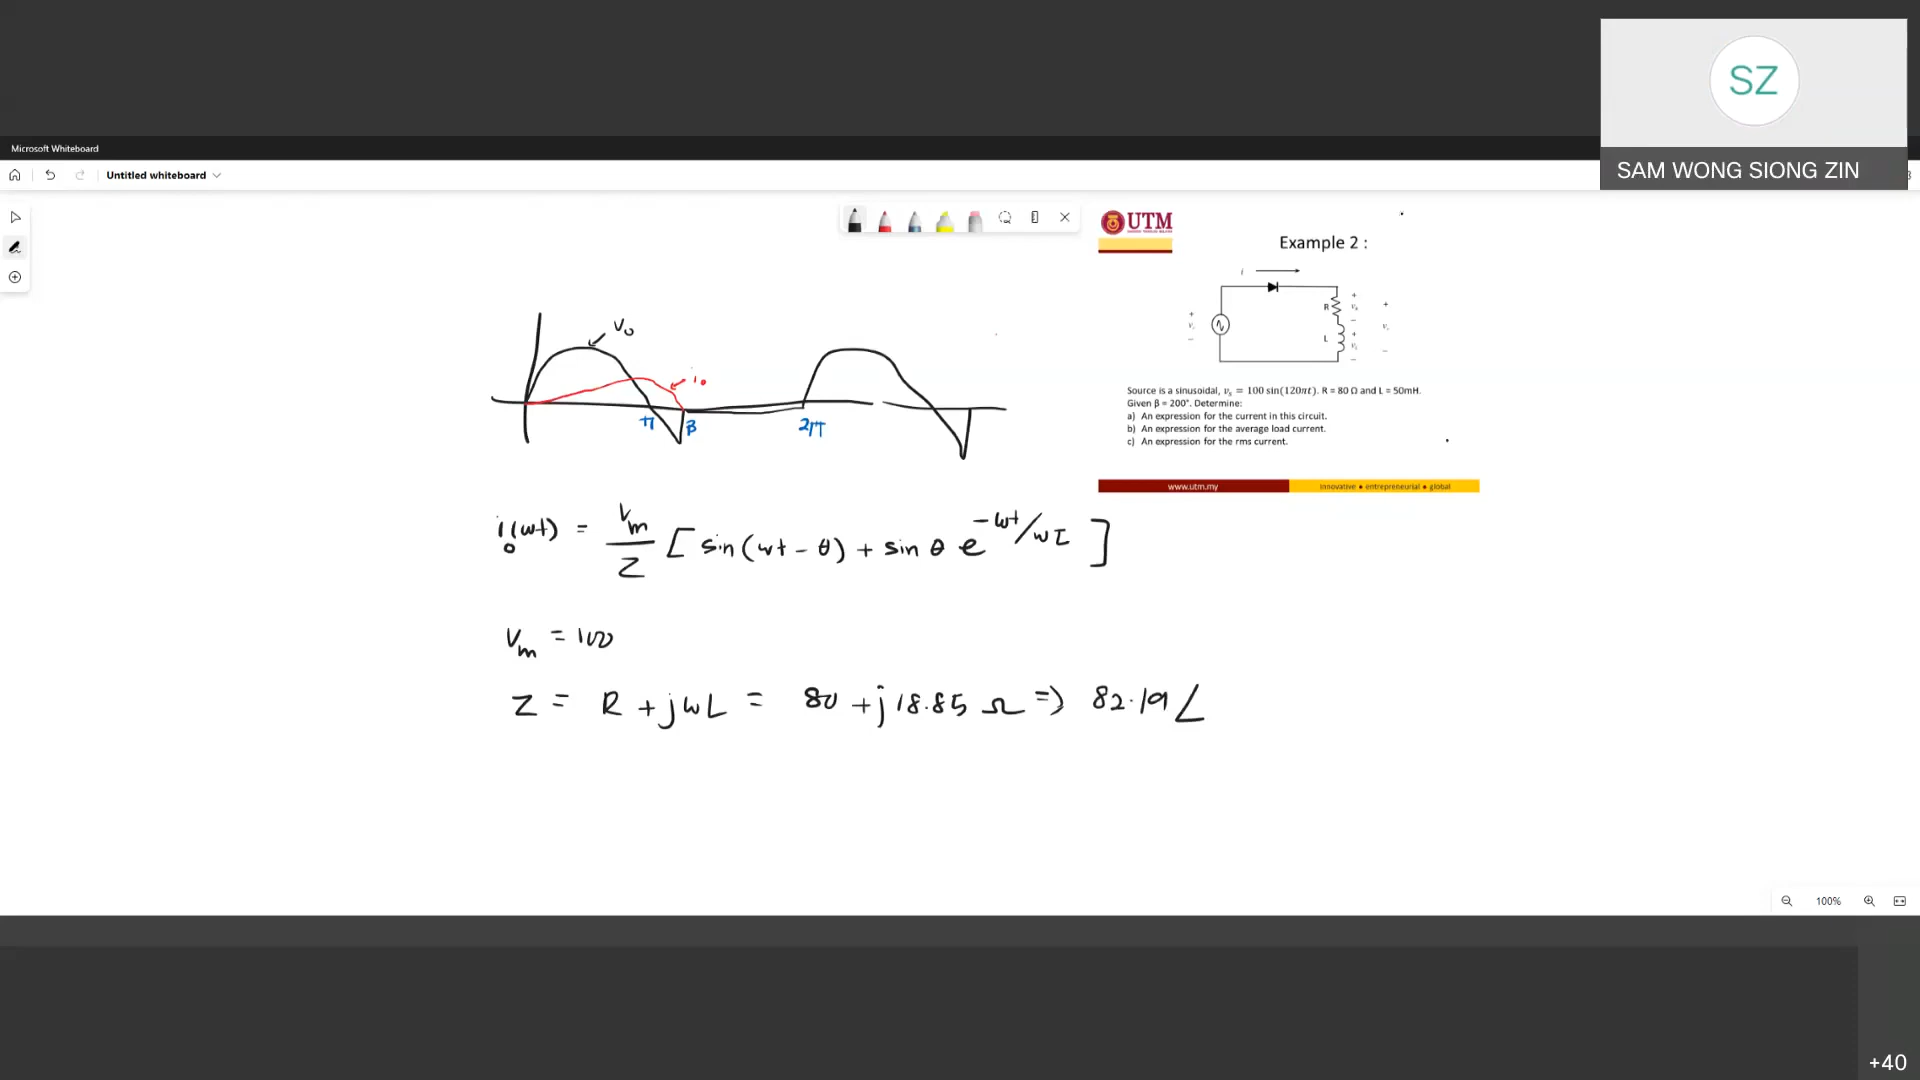 SZ
SAM WONG SIONG ZIN
Microsoft Whiteboard
Untitled whiteboard
UTM
Example 2 :
i
R
L
Source is a sinusoidal, vₛ = 100 sin(120πt). R = 80 Ω and L = 50mH.
Given β = 200°. Determine:
a) An expression for the current in this circuit.
b) An expression for the average load current.
c) An expression for the rms current.
www.utm.my innovative ● entrepreneurial ● global
V₀
i₀
π β 2π
i₀(ωt) = Vm/Z [ sin(ωt - θ) + sin θ e^-ωt/ωτ ]
Vm = 100
Z = R + jωL = 80 + j18.85 Ω => 82.19 ∠
100%
+40